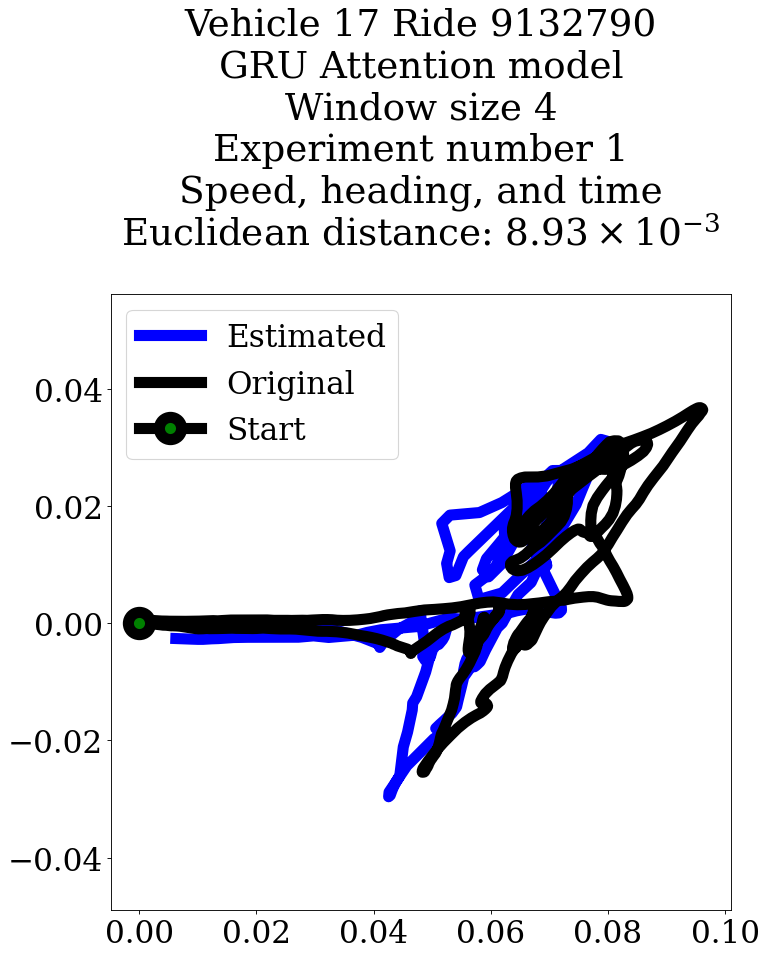 Vehicle 17 Ride 9132790
GRU Attention model
Window size 4
Experiment number 1
Speed, heading, and time
Euclidean distance: 8.93 × 10⁻³
Estimated
Original
Start
0.04
0.02
0.00
−0.02
−0.04
0.00 0.02 0.04 0.06 0.08 0.10